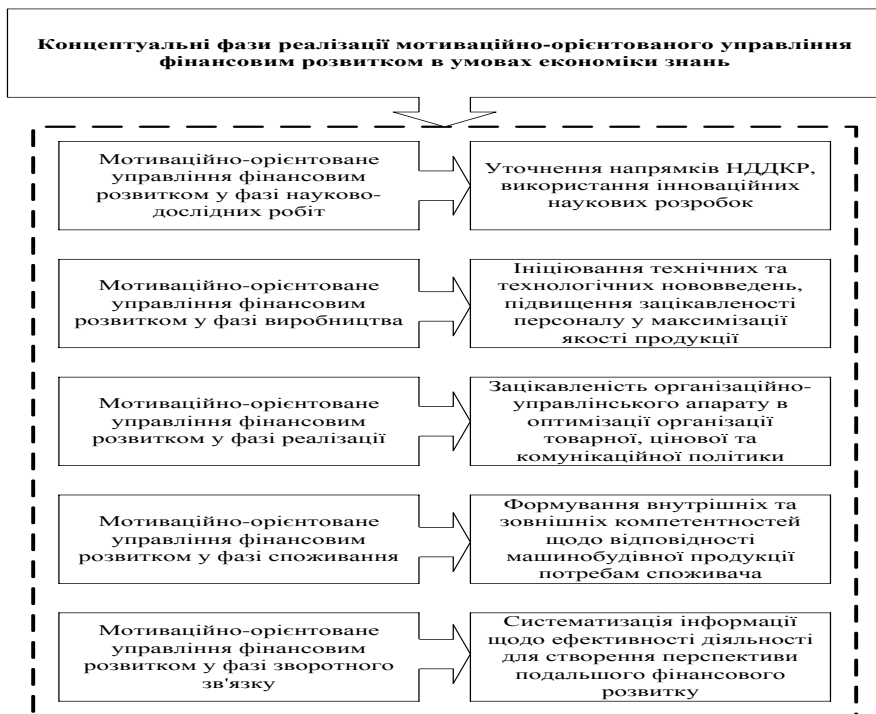 Концептуальні фази реалізації мотиваційно-орієнтованого управління
фінансовим розвитком в умовах економіки знань
Мотиваційно-орієнтоване
управління фінансовим
розвитком у фазі науково-
дослідних робіт
Уточнення напрямків НДДКР,
використання інноваційних
наукових розробок
Мотиваційно-орієнтоване
управління фінансовим
розвитком у фазі виробництва
Ініціювання технічних та
технологічних нововведень,
підвищення зацікавленості
персоналу у максимізації
якості продукції
Мотиваційно-орієнтоване
управління фінансовим
розвитком у фазі реалізації
Зацікавленість організаційно-
управлінського апарату в
оптимізації організації
товарної, цінової та
комунікаційної політики
Мотиваційно-орієнтоване
управління фінансовим
розвитком у фазі споживання
Формування внутрішніх та
зовнішніх компетентностей
щодо відповідності
машинобудівної продукції
потребам споживача
Мотиваційно-орієнтоване
управління фінансовим
розвитком у фазі зворотного
зв'язку
Систематизація інформації
щодо ефективності діяльності
для створення перспективи
подальшого фінансового
розвитку